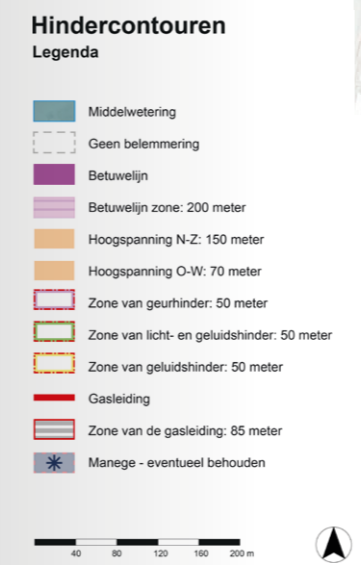 Hindercontouren
Legenda
Middelwetering
Geen belemmering
Betuwelijn
Betuwelijn zone: 200 meter
Hoogspanning N-Z: 150 meter
Hoogspanning O-W: 70 meter
Zone van geurhinder: 50 meter
Zone van licht- en geluidshinder: 50 meter
Zone van geluidshinder: 50 meter
Gasleiding
Zone van de gasleiding: 85 meter
Manege - eventueel behouden
40 80 120 160 200 m